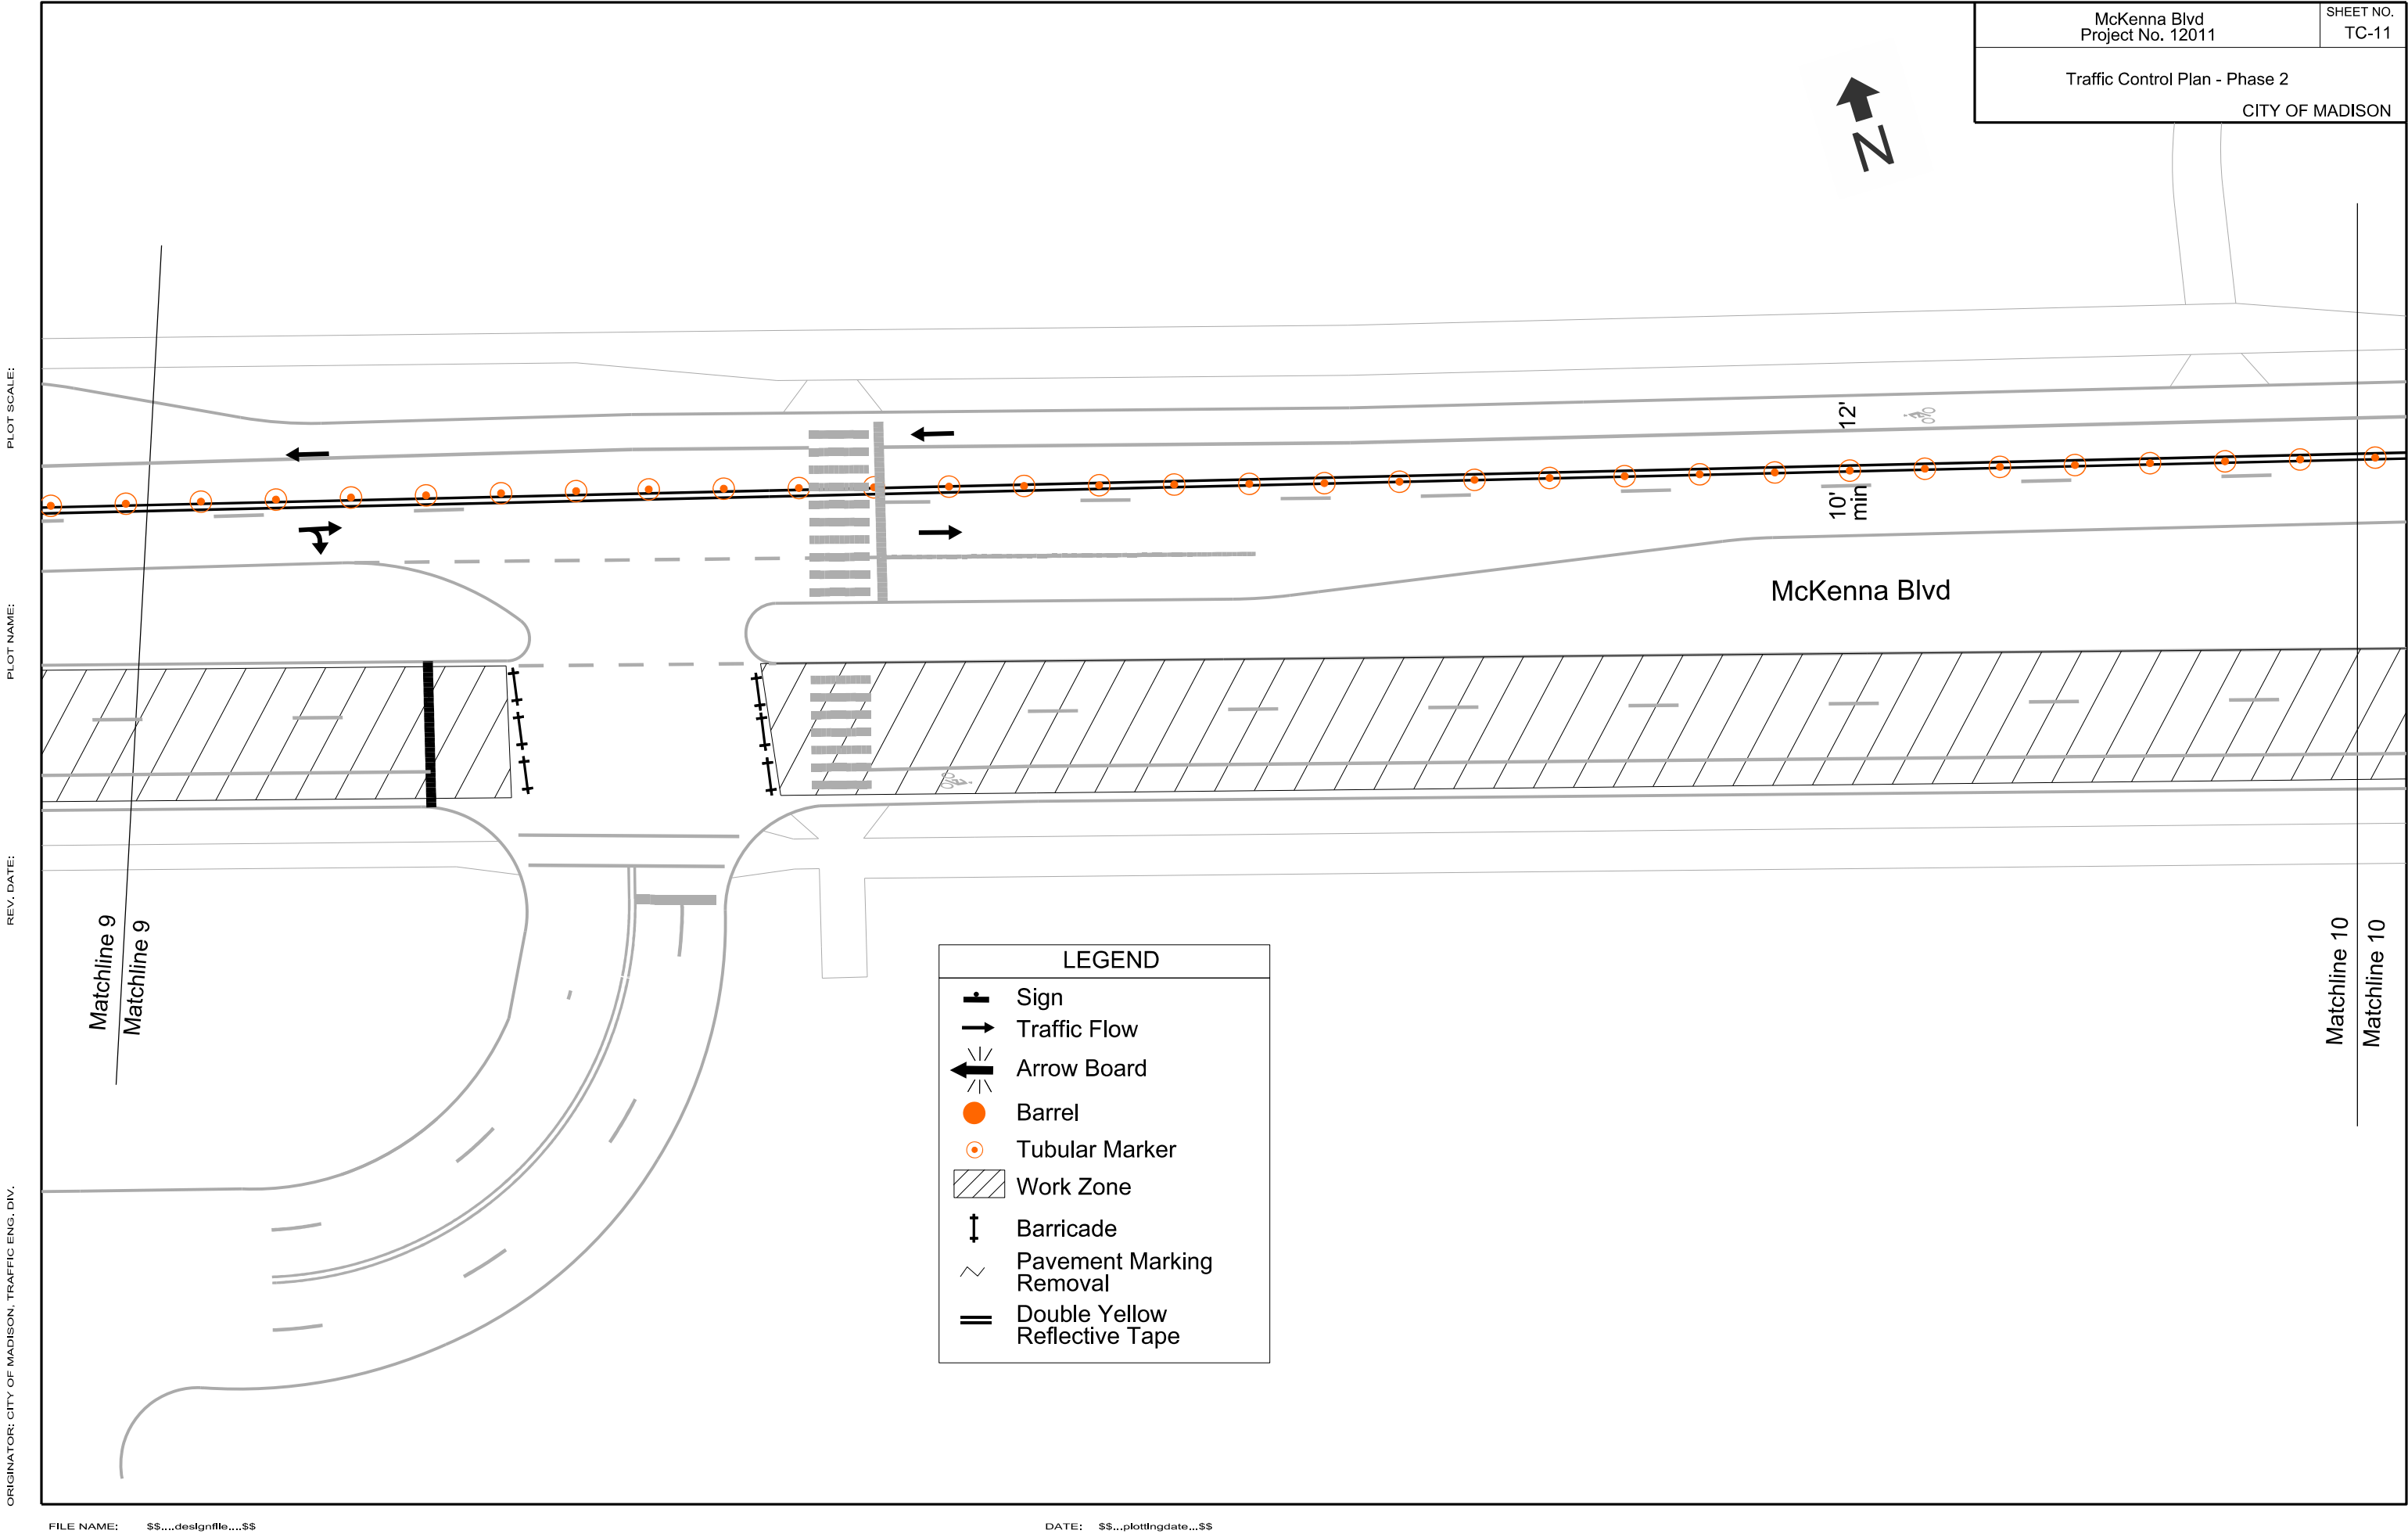 McKenna Blvd
Project No. 12011
SHEET NO.
TC-11
Traffic Control Plan - Phase 2
CITY OF MADISON
N
PLOT SCALE:
PLOT NAME:
REV. DATE:
ORIGINATOR: CITY OF MADISON, TRAFFIC ENG. DIV.
12'
10'
min
McKenna Blvd
Matchline 9
Matchline 9
Matchline 10
Matchline 10
LEGEND
Sign
Traffic Flow
Arrow Board
Barrel
Tubular Marker
Work Zone
Barricade
Pavement Marking
Removal
Double Yellow
Reflective Tape
FILE NAME: $$...designfile...$$
DATE: $$...plottingdate...$$